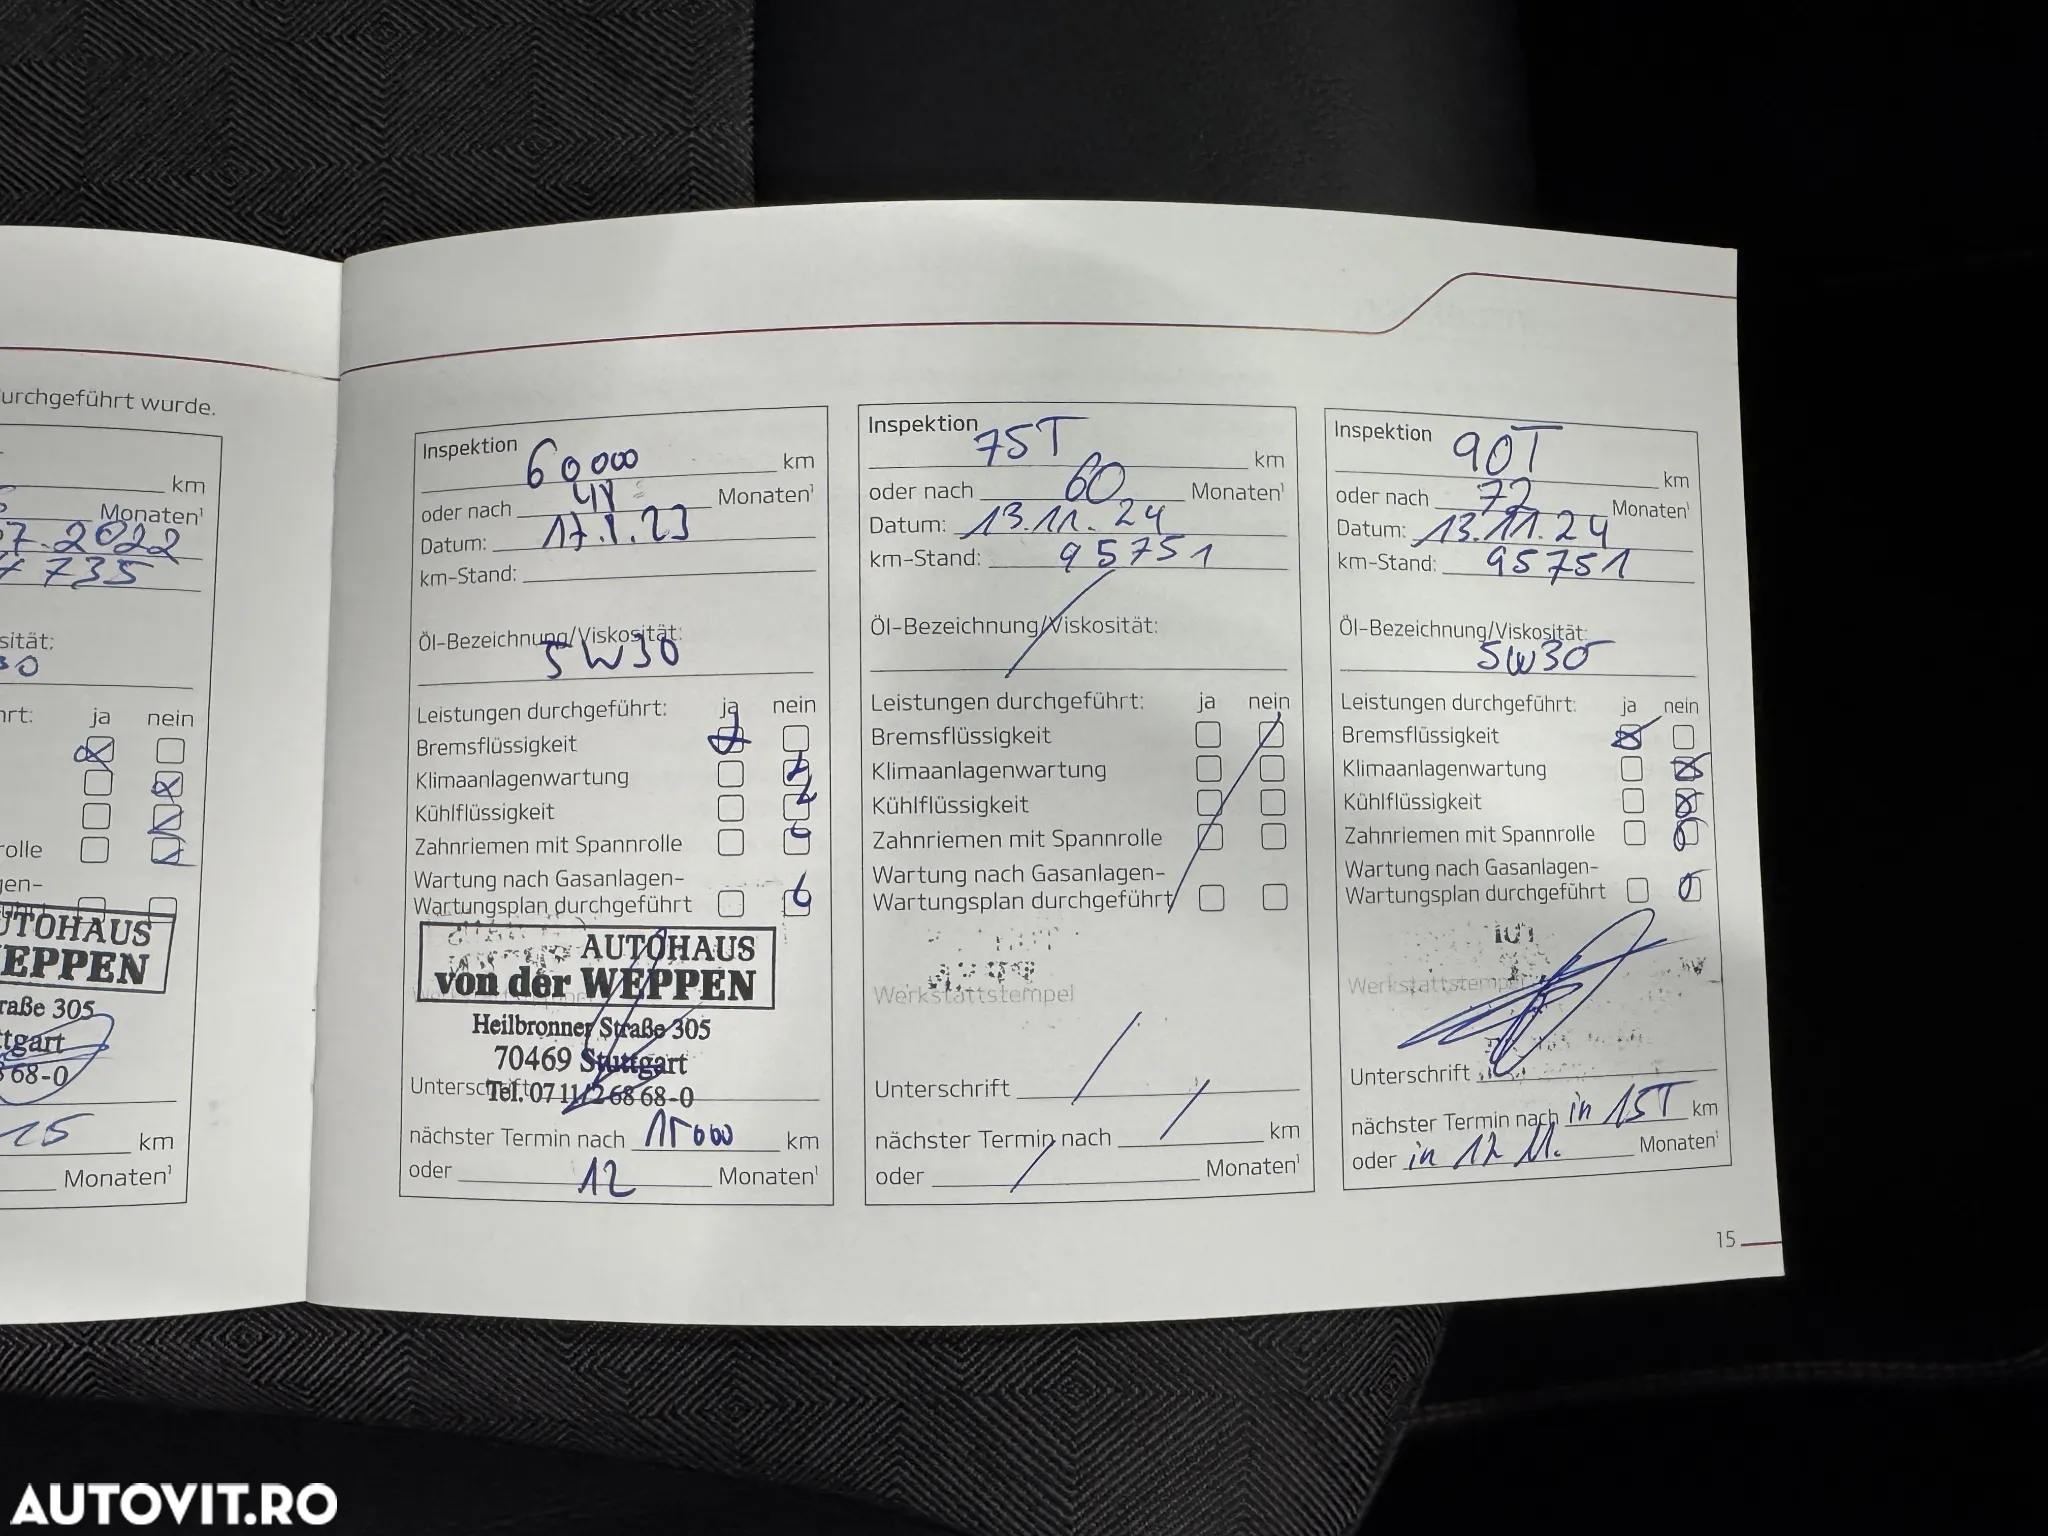 urchgeführt wurde.
km
Monaten¹
7.2022
735
sität:
30
hrt: ja nein
rolle
gen-
UTOHAUS
EPPEN
raße 305
tgart
68-0
15 km
Monaten¹
Inspektion 60000 km
oder nach Monaten¹
Datum: 23
km-Stand:
Öl-Bezeichnung/Viskosität:
5W30
Leistungen durchgeführt: ja nein
Bremsflüssigkeit
Klimaanlagenwartung
Kühlflüssigkeit
Zahnriemen mit Spannrolle
Wartung nach Gasanlagen-
Wartungsplan durchgeführt
AUTOHAUS
von der WEPPEN
Heilbronner Straße 305
70469 Stuttgart
Unterschrift Tel. 0711/2 68 68-0
nächster Termin nach 15000 km
oder 12 Monaten¹
Inspektion 75T km
oder nach 60 Monaten¹
Datum: 13.11.24
km-Stand: 95751
Öl-Bezeichnung/Viskosität:
Leistungen durchgeführt: ja nein
Bremsflüssigkeit
Klimaanlagenwartung
Kühlflüssigkeit
Zahnriemen mit Spannrolle
Wartung nach Gasanlagen-
Wartungsplan durchgeführt
Werkstattstempel
Unterschrift
nächster Termin nach km
oder Monaten¹
Inspektion 90T km
oder nach 72 Monaten¹
Datum: 13.11.24
km-Stand: 95751
Öl-Bezeichnung/Viskosität:
5W30
Leistungen durchgeführt: ja nein
Bremsflüssigkeit
Klimaanlagenwartung
Kühlflüssigkeit
Zahnriemen mit Spannrolle
Wartung nach Gasanlagen-
Wartungsplan durchgeführt
Werkstattstempel
Unterschrift
nächster Termin nach in 15T km
oder in 12 M. Monaten¹
15
AUTOVIT.RO